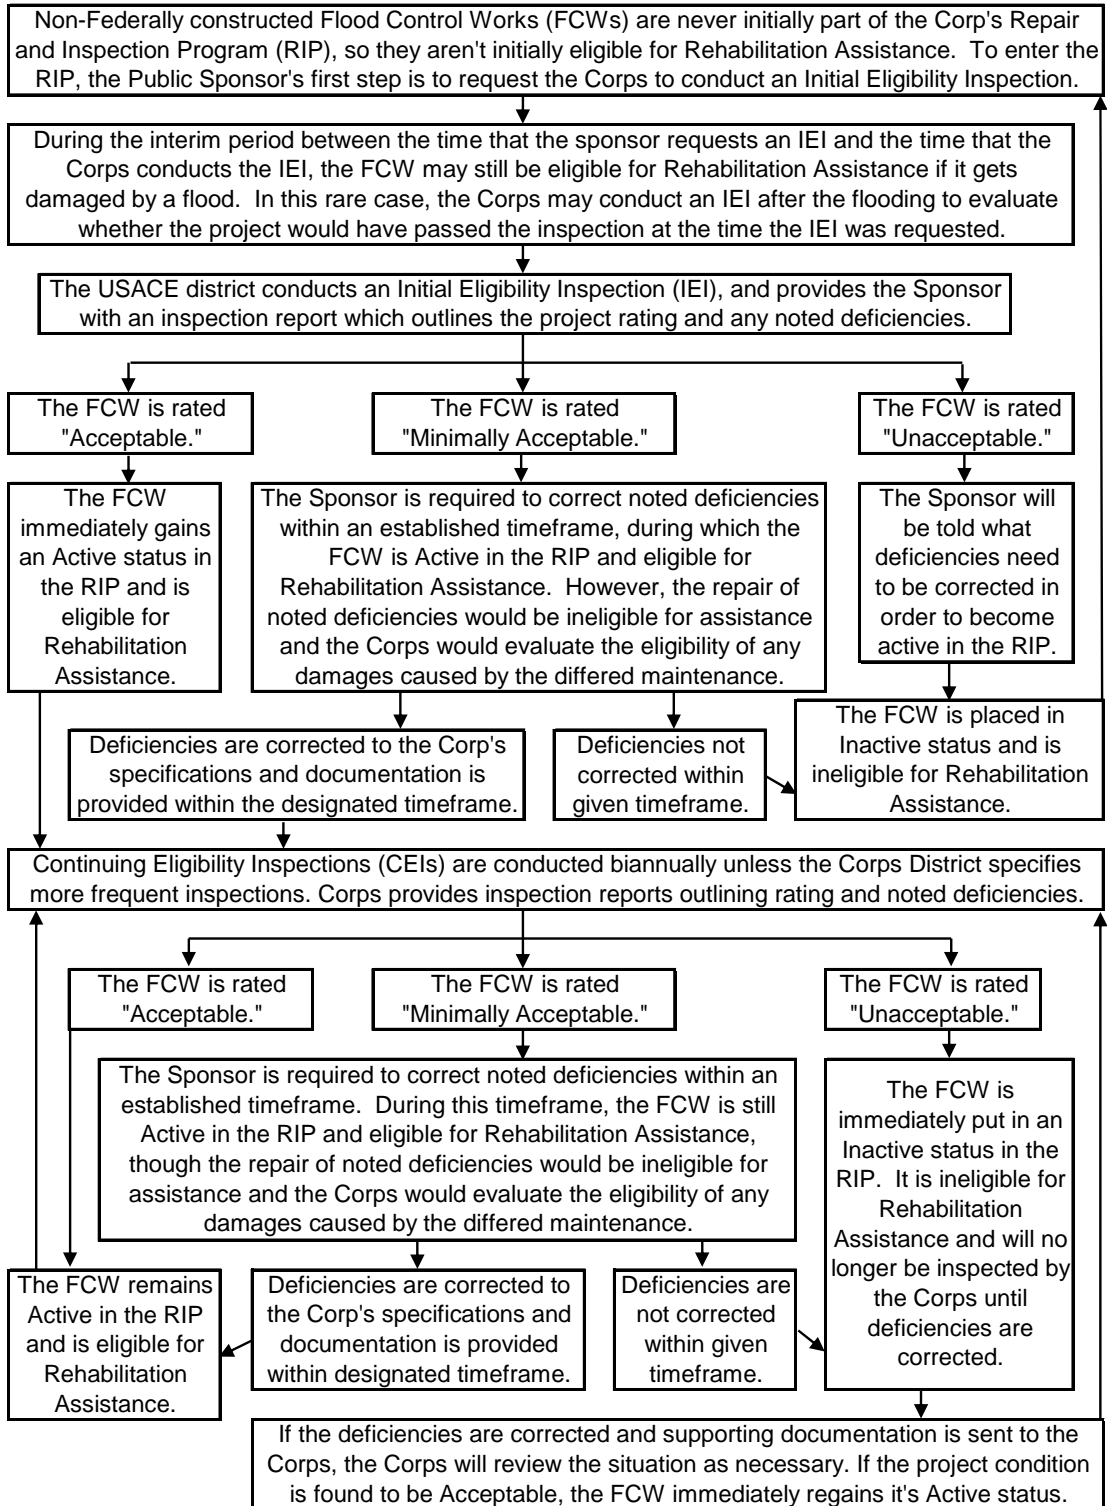 Non-Federally constructed Flood Control Works (FCWs) are never initially part of the Corp's Repair
and Inspection Program (RIP), so they aren't initially eligible for Rehabilitation Assistance.  To enter the
RIP, the Public Sponsor's first step is to request the Corps to conduct an Initial Eligibility Inspection.
During the interim period between the time that the sponsor requests an IEI and the time that the
Corps conducts the IEI, the FCW may still be eligible for Rehabilitation Assistance if it gets
damaged by a flood.  In this rare case, the Corps may conduct an IEI after the flooding to evaluate
whether the project would have passed the inspection at the time the IEI was requested.
The USACE district conducts an Initial Eligibility Inspection (IEI), and provides the Sponsor
with an inspection report which outlines the project rating and any noted deficiencies.
The FCW is rated
"Acceptable."
The FCW is rated
"Minimally Acceptable."
The FCW is rated
"Unacceptable."
The FCW
immediately gains
an Active status in
the RIP and is
eligible for
Rehabilitation
Assistance.
The Sponsor is required to correct noted deficiencies
within an established timeframe, during which the
FCW is Active in the RIP and eligible for
Rehabilitation Assistance.  However, the repair of
noted deficiencies would be ineligible for assistance
and the Corps would evaluate the eligibility of any
damages caused by the differed maintenance.
The Sponsor will
be told what
deficiencies need
to be corrected in
order to become
active in the RIP.
Deficiencies are corrected to the Corp's
specifications and documentation is
provided within the designated timeframe.
Deficiencies not
corrected within
given timeframe.
The FCW is placed in
Inactive status and is
ineligible for Rehabilitation
Assistance.
Continuing Eligibility Inspections (CEIs) are conducted biannually unless the Corps District specifies
more frequent inspections. Corps provides inspection reports outlining rating and noted deficiencies.
The FCW is rated
"Acceptable."
The FCW is rated
"Minimally Acceptable."
The FCW is rated
"Unacceptable."
The Sponsor is required to correct noted deficiencies within an
established timeframe.  During this timeframe, the FCW is still
Active in the RIP and eligible for Rehabilitation Assistance,
though the repair of noted deficiencies would be ineligible for
assistance and the Corps would evaluate the eligibility of any
damages caused by the differed maintenance.
The FCW is
immediately put in an
Inactive status in the
RIP.  It is ineligible for
Rehabilitation
Assistance and will no
longer be inspected by
the Corps until
deficiencies are
corrected.
The FCW remains
Active in the RIP
and is eligible for
Rehabilitation
Assistance.
Deficiencies are corrected to
the Corp's specifications and
documentation is provided
within designated timeframe.
Deficiencies are
not corrected
within given
timeframe.
If the deficiencies are corrected and supporting documentation is sent to the
Corps, the Corps will review the situation as necessary. If the project condition
is found to be Acceptable, the FCW immediately regains it's Active status.